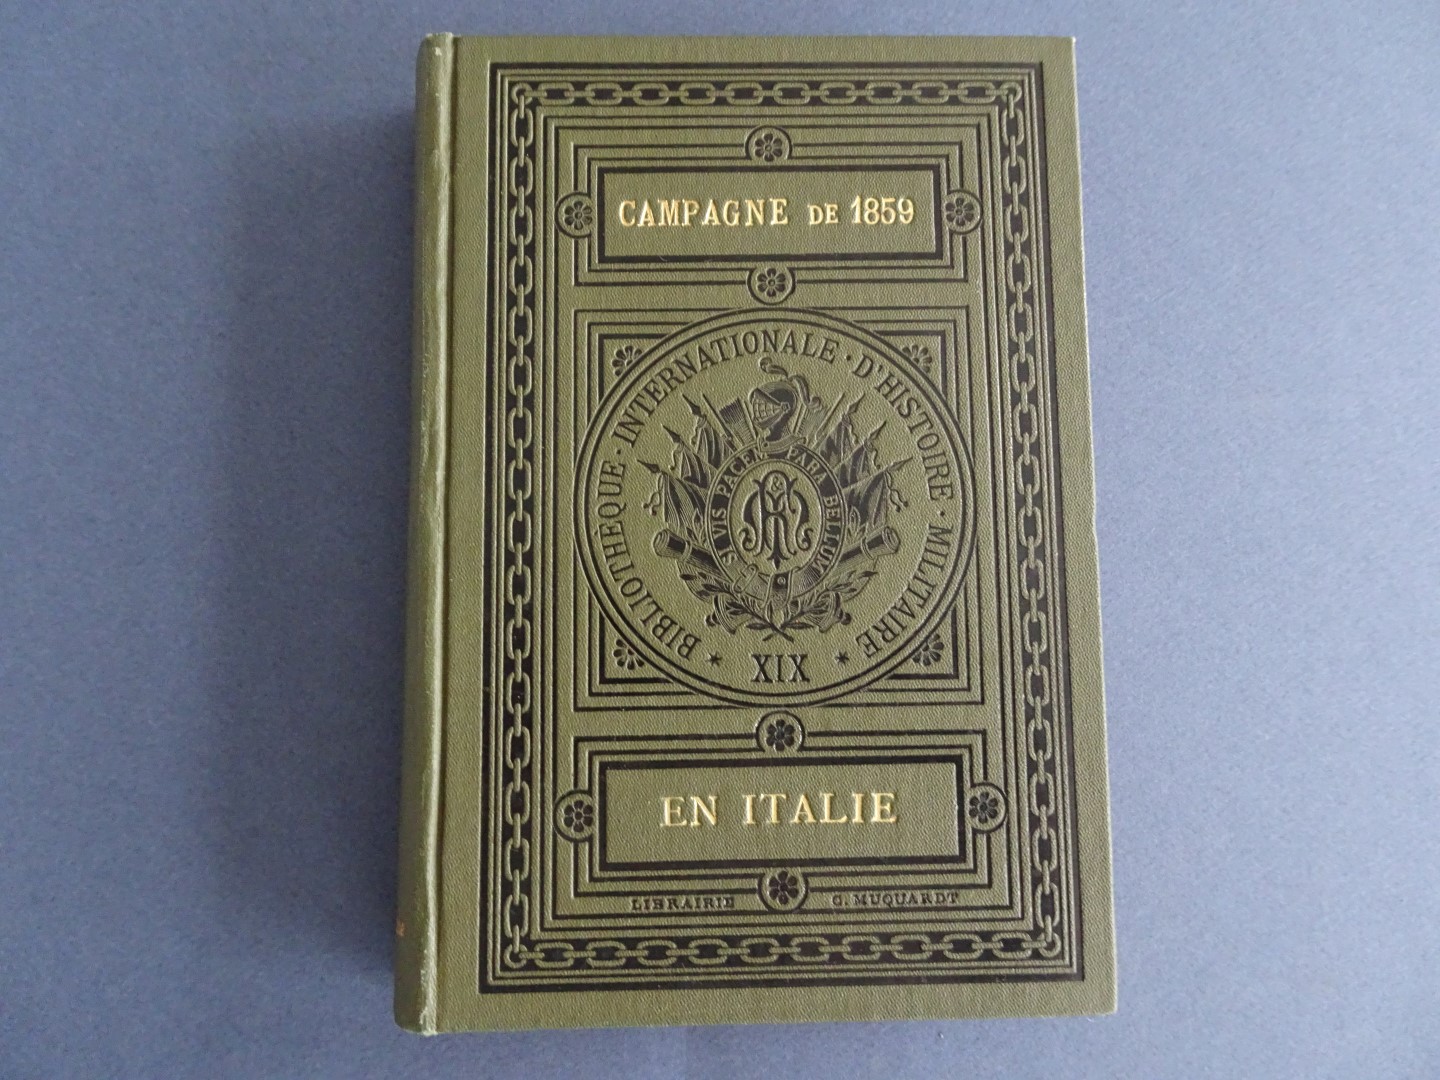 CAMPAGNE DE 1859
BIBLIOTHÈQUE · INTERNATIONALE · D'HISTOIRE · MILITAIRE
SI VIS PACEM PARA BELLUM
* XIX *
EN ITALIE
LIBRAIRIE C. MUQUARDT